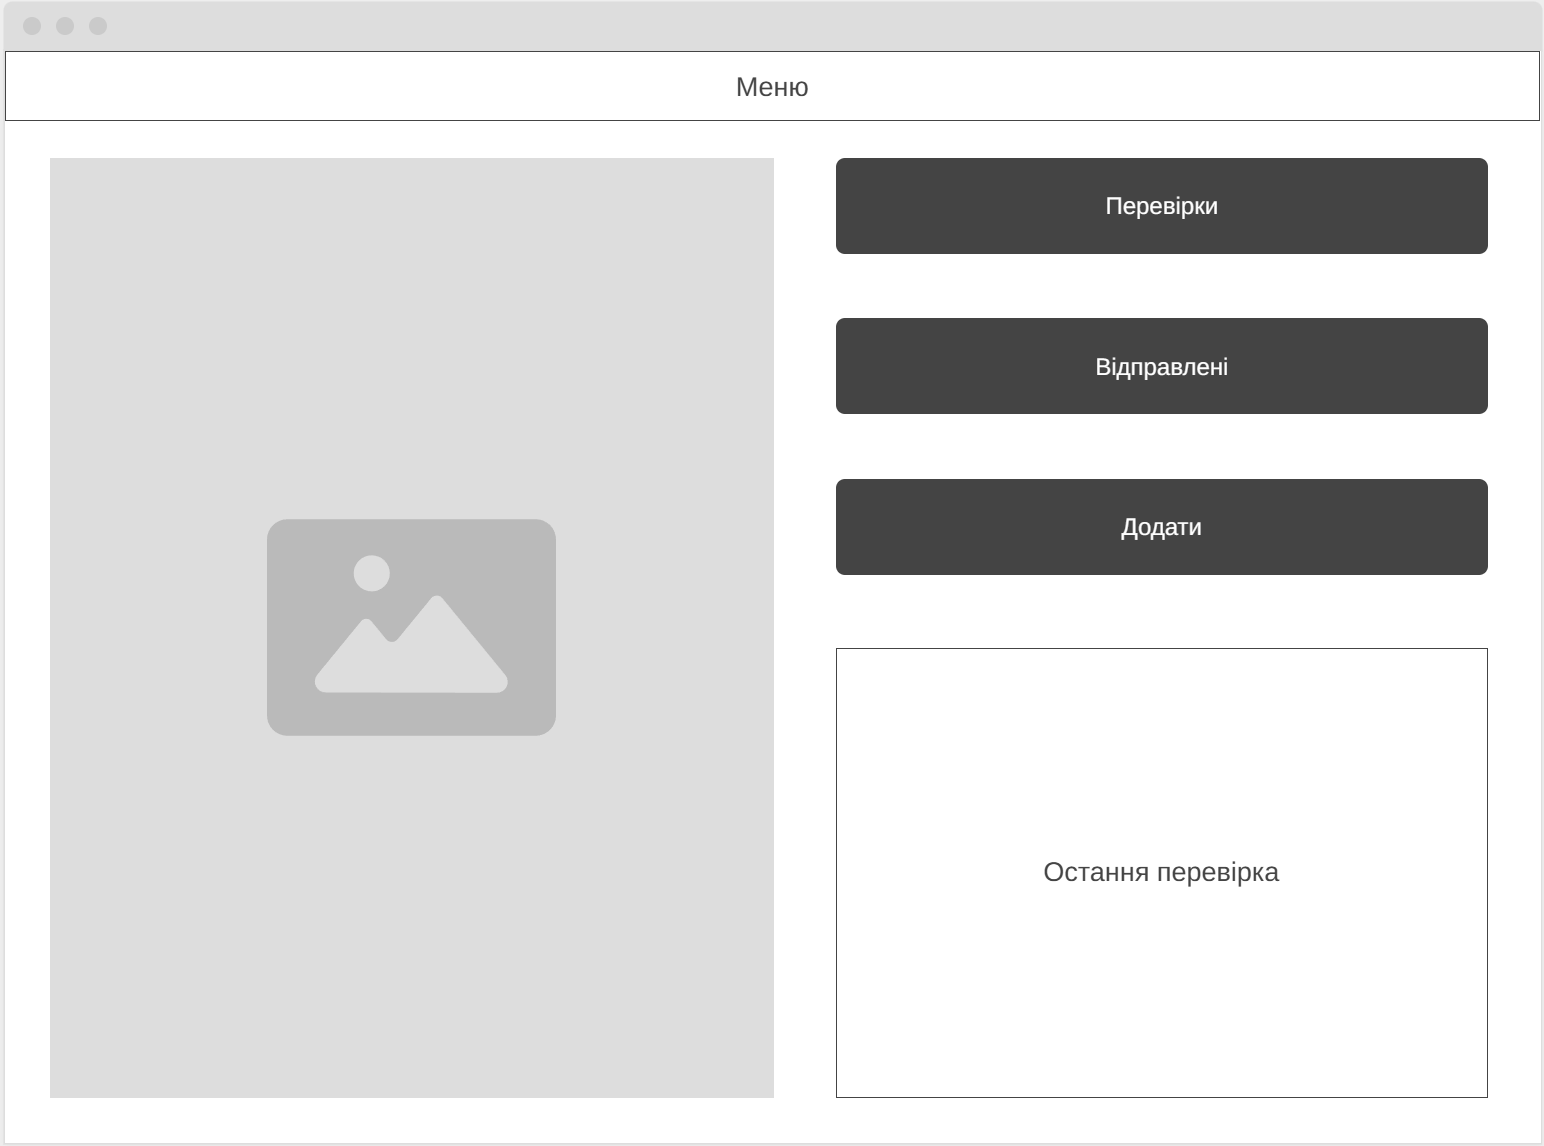 Меню
Перевірки
Відправлені
Додати
Остання перевірка